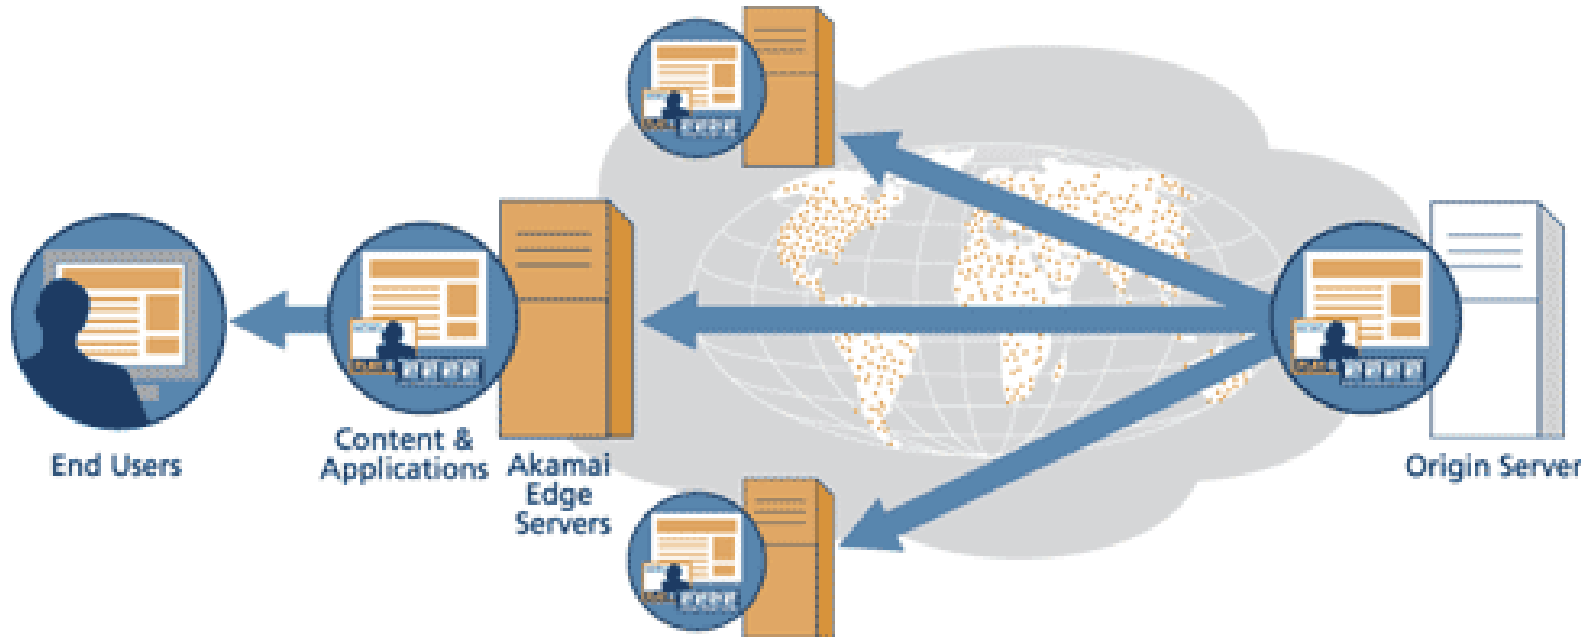 End Users
Content &
Applications
Akamai
Edge
Servers
Origin Server